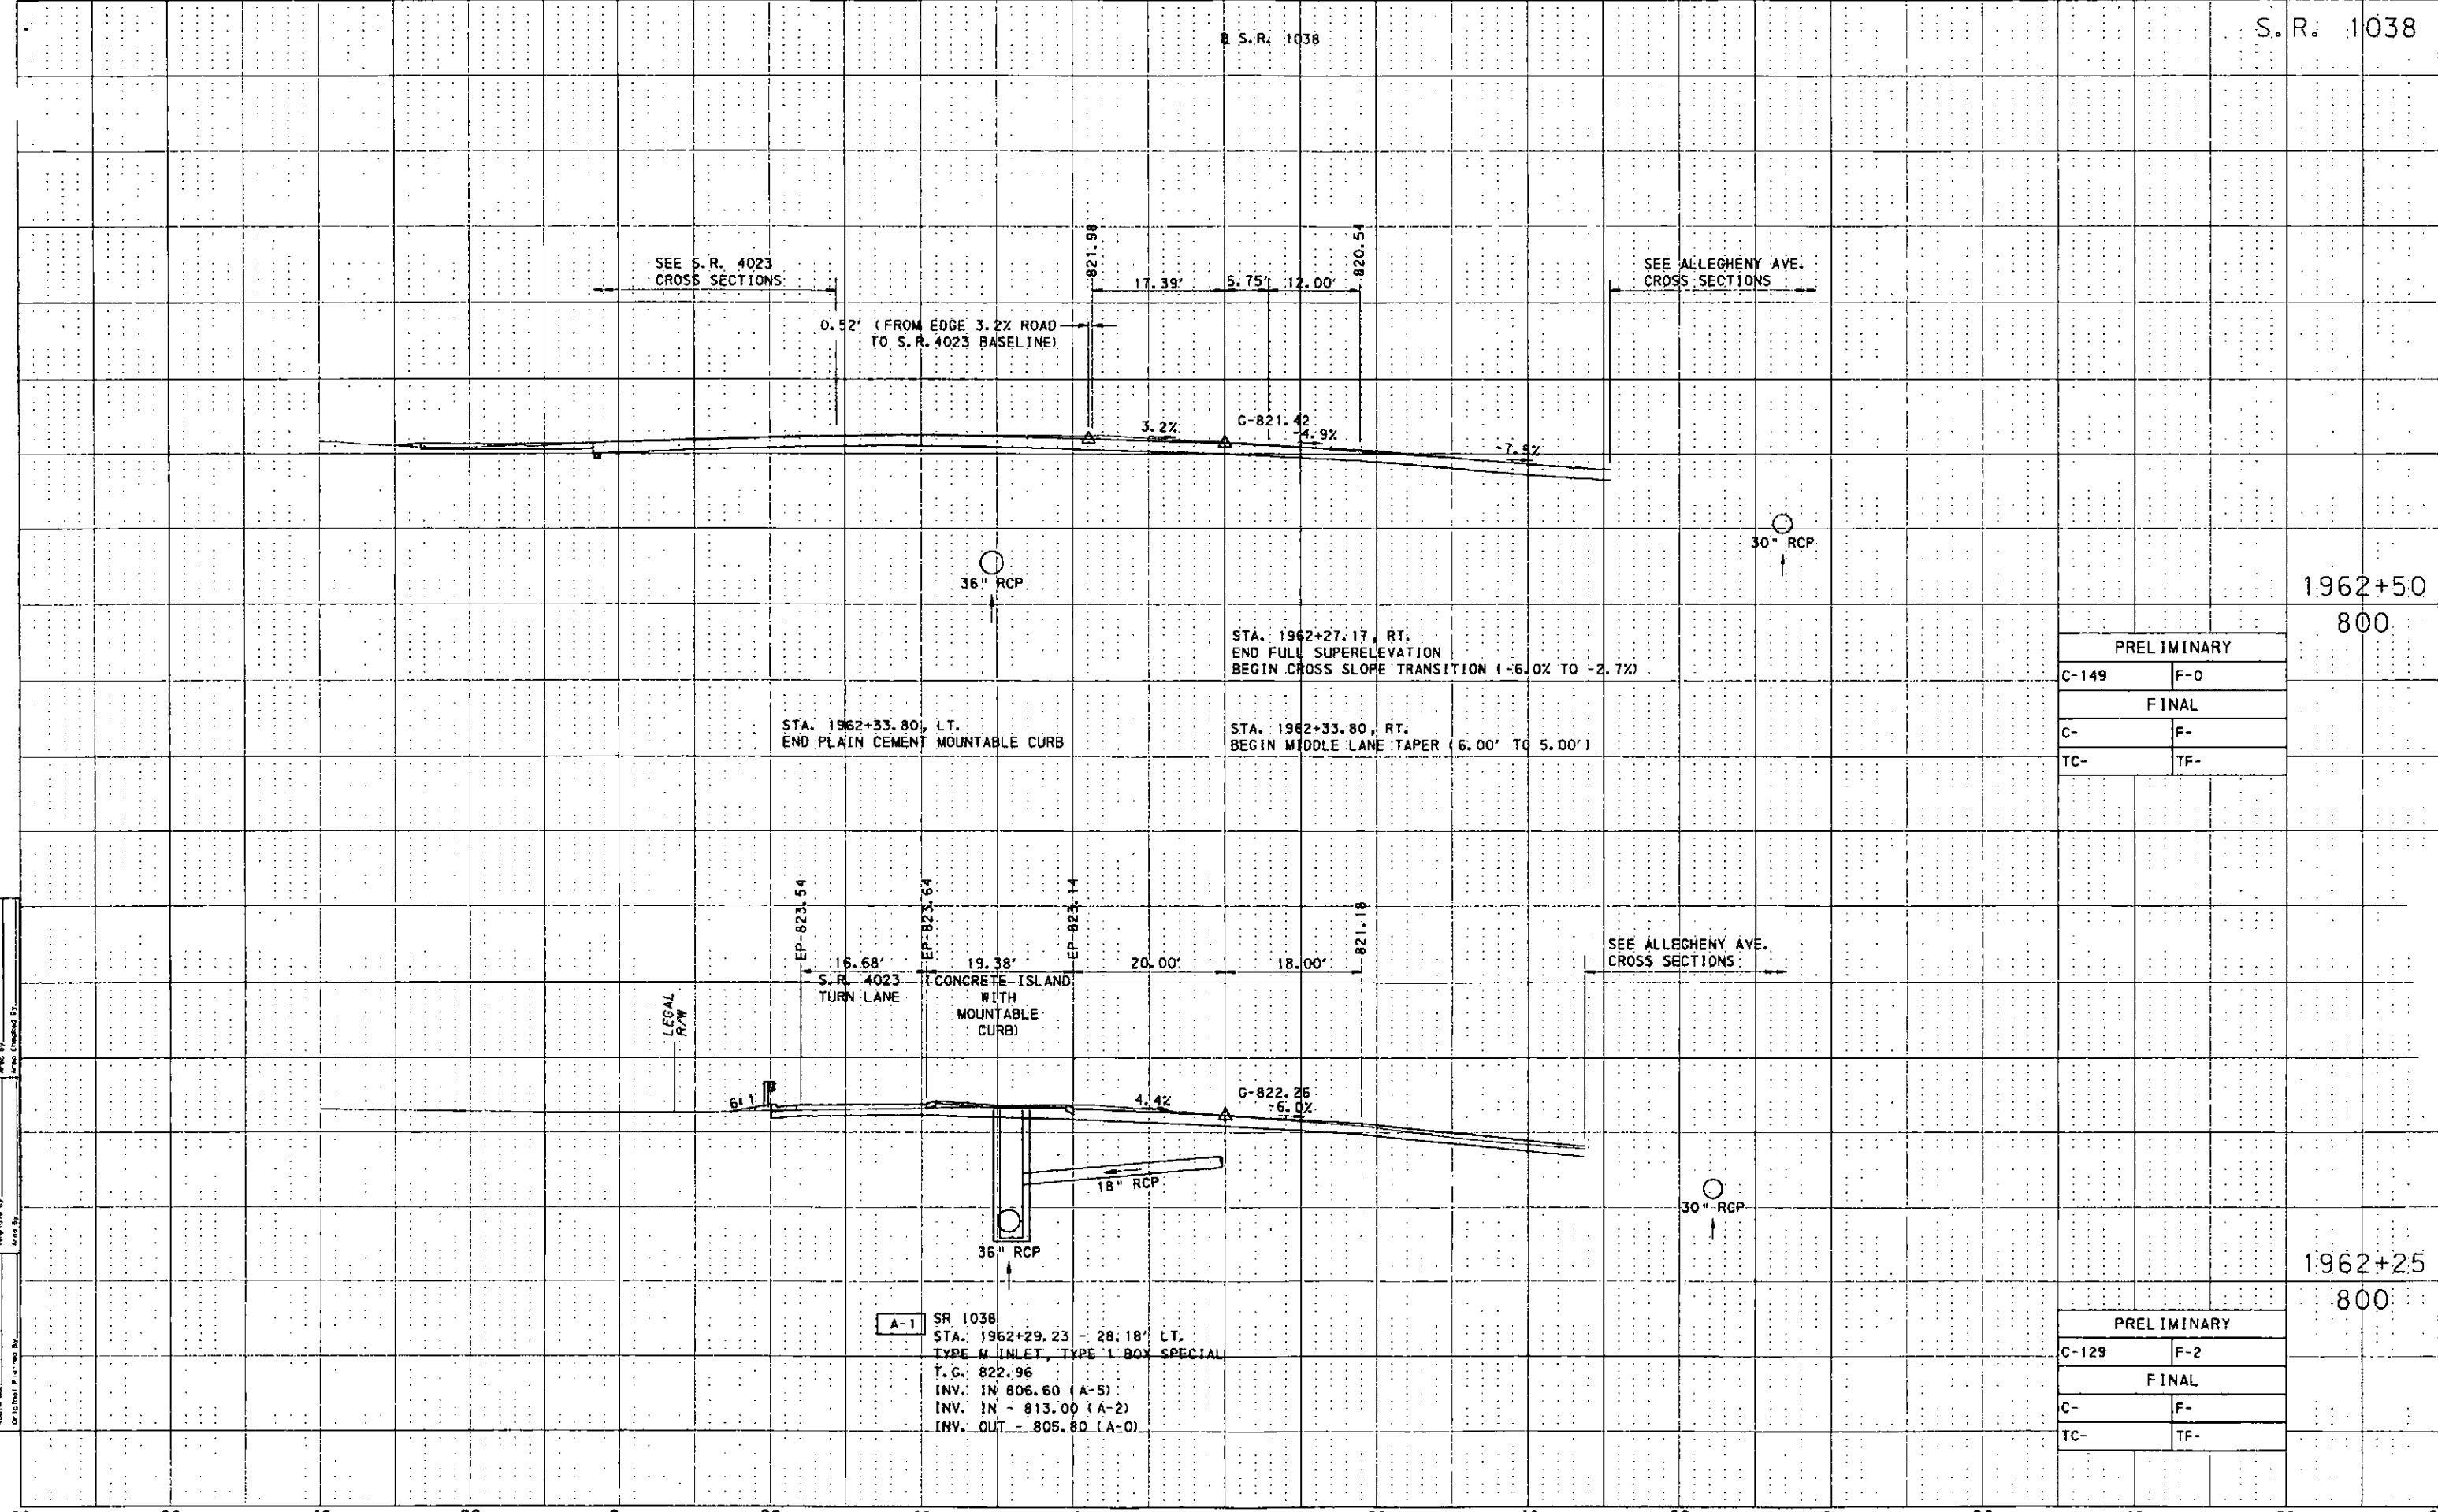 S.R. 1038
S.R. 1038
SEE S.R. 4023
CROSS SECTIONS
821.98
820.54
17.39'
5.75'
12.00'
SEE ALLEGHENY AVE.
CROSS SECTIONS
0.52' (FROM EDGE 3.2% ROAD
TO S.R.4023 BASELINE)
3.2%
G-821.42
-4.9%
-7.5%
36" RCP
30" RCP
1962+50
800
STA. 1962+27.17, RT.
END FULL SUPERELEVATION
BEGIN CROSS SLOPE TRANSITION (-6.0% TO -2.7%)
STA. 1962+33.80, LT.
END PLAIN CEMENT MOUNTABLE CURB
STA. 1962+33.80, RT.
BEGIN MIDDLE LANE TAPER (6.00' TO 5.00')
PRELIMINARY
C-149 F-0
FINAL
C- F-
TC- TF-
EP-823.54
EP-823.64
EP-823.14
821.18
16.68'
S.R. 4023
TURN LANE
19.38'
(CONCRETE ISLAND
WITH
MOUNTABLE
CURB)
20.00'
18.00'
SEE ALLEGHENY AVE.
CROSS SECTIONS
LEGAL
R/W
6:1
4.4%
G-822.26
-6.0%
18" RCP
36" RCP
30" RCP
1962+25
800
A-1
SR 1038
STA. 1962+29.23 - 28.18' LT.
TYPE M INLET, TYPE 1 BOX SPECIAL
T.G. 822.96
INV. IN 806.60 (A-5)
INV. IN - 813.00 (A-2)
INV. OUT - 805.80 (A-0)
PRELIMINARY
C-129 F-2
FINAL
C- F-
TC- TF-